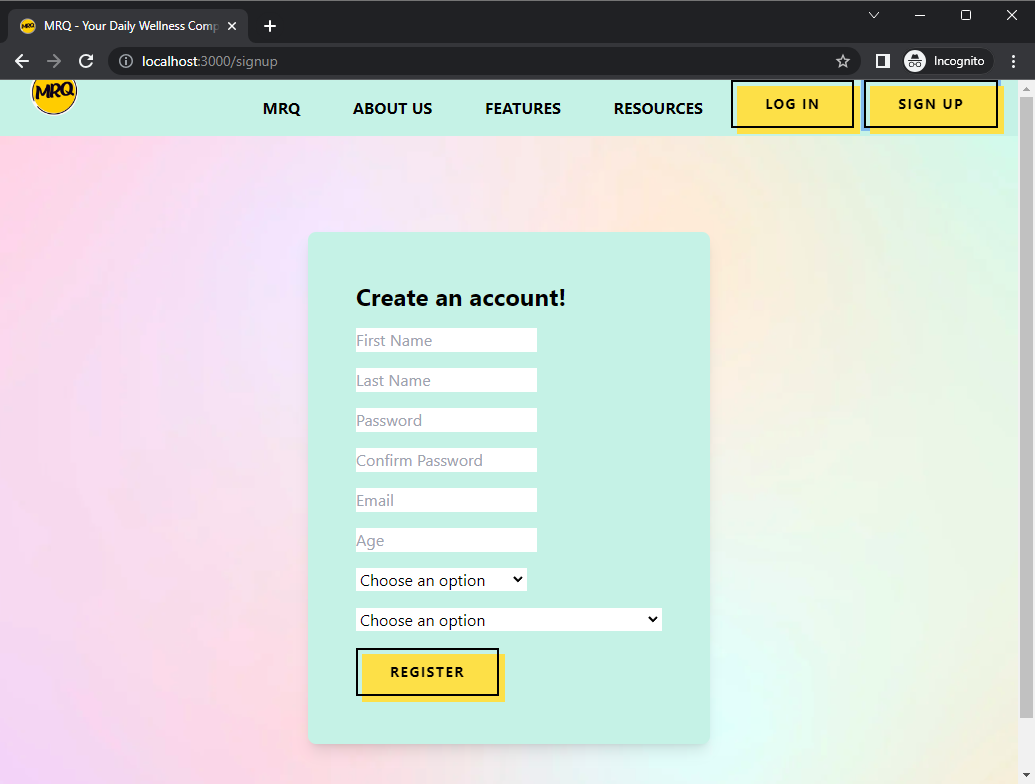 MRQ
MRQ - Your Daily Wellness Comp
localhost:3000/signup
Incognito
MRQ
MRQ
ABOUT US
FEATURES
RESOURCES
LOG IN
SIGN UP
Create an account!
First Name
Last Name
Password
Confirm Password
Email
Age
Choose an option
Choose an option
REGISTER